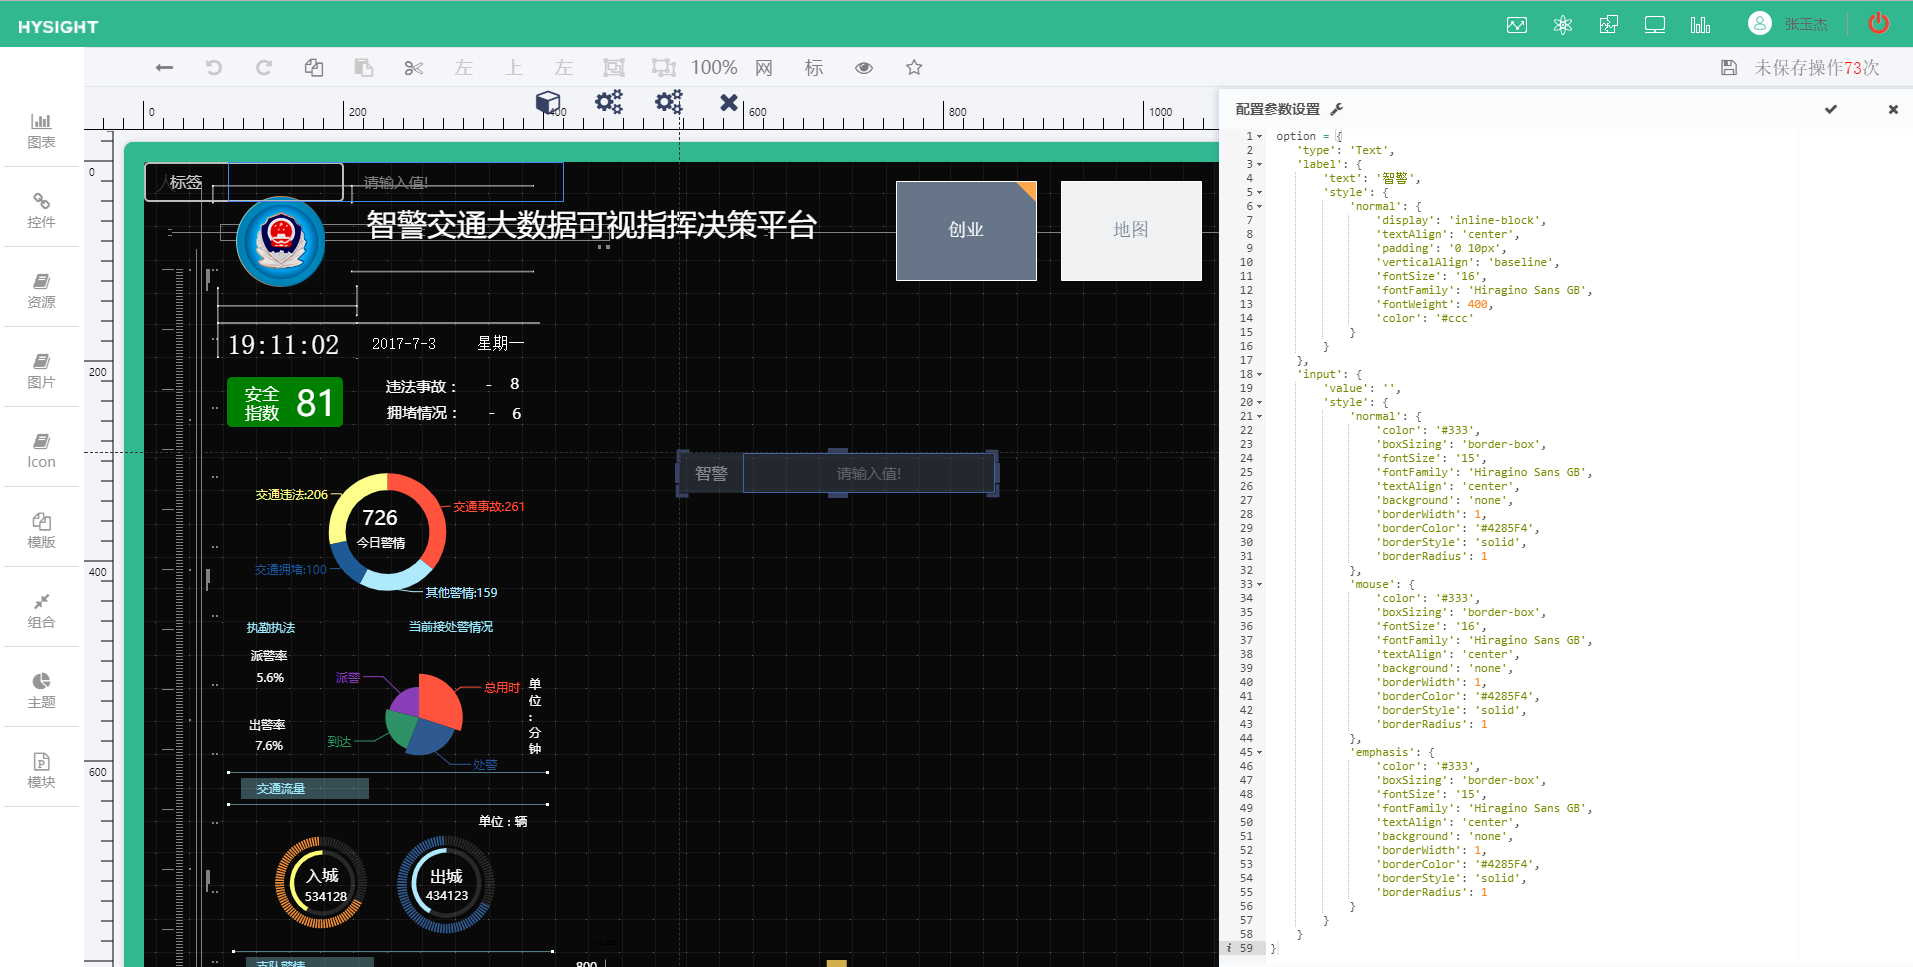 HYSIGHT
张玉杰
左 上 左 100% 网 标
未保存操作73次
图表
控件
资源
图片
Icon
模版
组合
主题
模块
0 200 400 600 800 1000
0
200
400
600
标签
请输入值!
智警交通大数据可视指挥决策平台
创业
地图
19:11:02 2017-7-3 星期一
安全
指数
81
违法事故： - 8
拥堵情况： - 6
智警 请输入值!
交通违法:206
交通事故:261
726
今日警情
交通拥堵:100
其他警情:159
执勤执法
当前接处警情况
派警率
5.6%
出警率
7.6%
派警
总用时
到达
处警
单
位
:
分
钟
交通流量
单位：辆
入城
534128
出城
434123
支队警情
800
配置参数设置
1 option = {
2 'type': 'Text',
3 'label': {
4 'text': '智警',
5 'style': {
6 'normal': {
7 'display': 'inline-block',
8 'textAlign': 'center',
9 'padding': '0 10px',
10 'verticalAlign': 'baseline',
11 'fontSize': '16',
12 'fontFamily': 'Hiragino Sans GB',
13 'fontWeight': 400,
14 'color': '#ccc'
15 }
16 }
17 },
18 'input': {
19 'value': '',
20 'style': {
21 'normal': {
22 'color': '#333',
23 'boxSizing': 'border-box',
24 'fontSize': '15',
25 'fontFamily': 'Hiragino Sans GB',
26 'textAlign': 'center',
27 'background': 'none',
28 'borderWidth': 1,
29 'borderColor': '#4285F4',
30 'borderStyle': 'solid',
31 'borderRadius': 1
32 },
33 'mouse': {
34 'color': '#333',
35 'boxSizing': 'border-box',
36 'fontSize': '16',
37 'fontFamily': 'Hiragino Sans GB',
38 'textAlign': 'center',
39 'background': 'none',
40 'borderWidth': 1,
41 'borderColor': '#4285F4',
42 'borderStyle': 'solid',
43 'borderRadius': 1
44 },
45 'emphasis': {
46 'color': '#333',
47 'boxSizing': 'border-box',
48 'fontSize': '15',
49 'fontFamily': 'Hiragino Sans GB',
50 'textAlign': 'center',
51 'background': 'none',
52 'borderWidth': 1,
53 'borderColor': '#4285F4',
54 'borderStyle': 'solid',
55 'borderRadius': 1
56 }
57 }
58 }
59 }